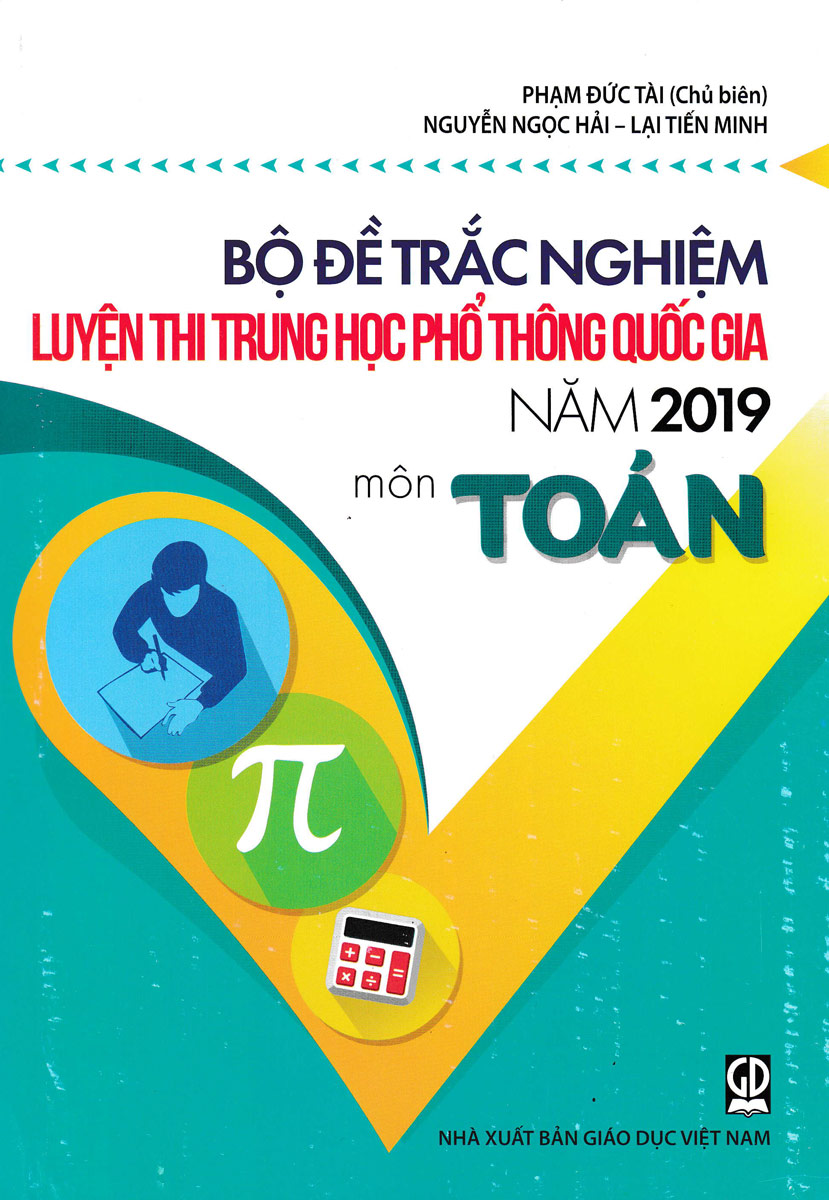 PHẠM ĐỨC TÀI (Chủ biên)
NGUYỄN NGỌC HẢI – LẠI TIẾN MINH
BỘ ĐỀ TRẮC NGHIỆM
LUYỆN THI TRUNG HỌC PHỔ THÔNG QUỐC GIA
NĂM 2019
môn TOÁN
π
GD
NHÀ XUẤT BẢN GIÁO DỤC VIỆT NAM